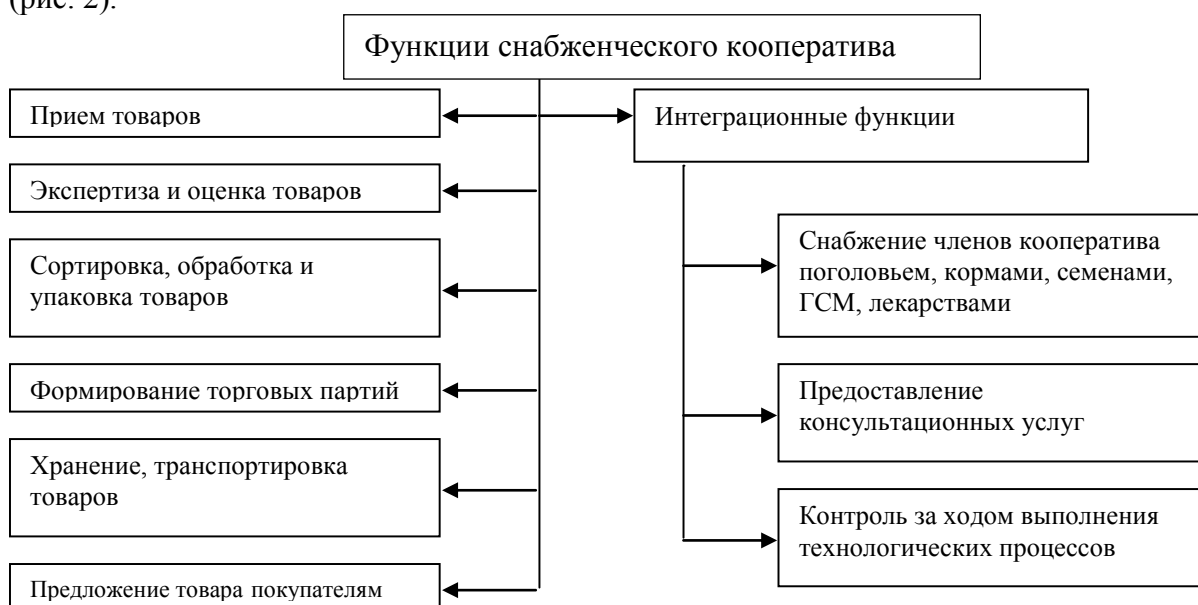 (рис. 2).
Функции снабженческого кооператива
Прием товаров
Экспертиза и оценка товаров
Сортировка, обработка и
упаковка товаров
Формирование торговых партий
Хранение, транспортировка
товаров
Предложение товара покупателям
Интеграционные функции
Снабжение членов кооператива
поголовьем, кормами, семенами,
ГСМ, лекарствами
Предоставление
консультационных услуг
Контроль за ходом выполнения
технологических процессов